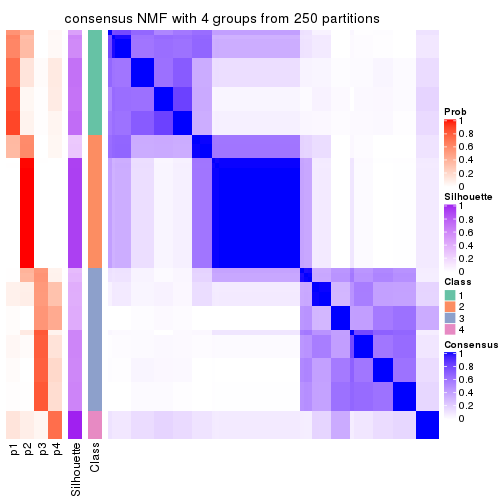 consensus NMF with 4 groups from 250 partitions
Prob
1
0.8
0.6
0.4
0.2
0
Silhouette
1
0.8
0.6
0.4
0.2
0
Class
1
2
3
4
Consensus
1
0.8
0.6
0.4
0.2
0
p1
p2
p3
p4
Silhouette
Class